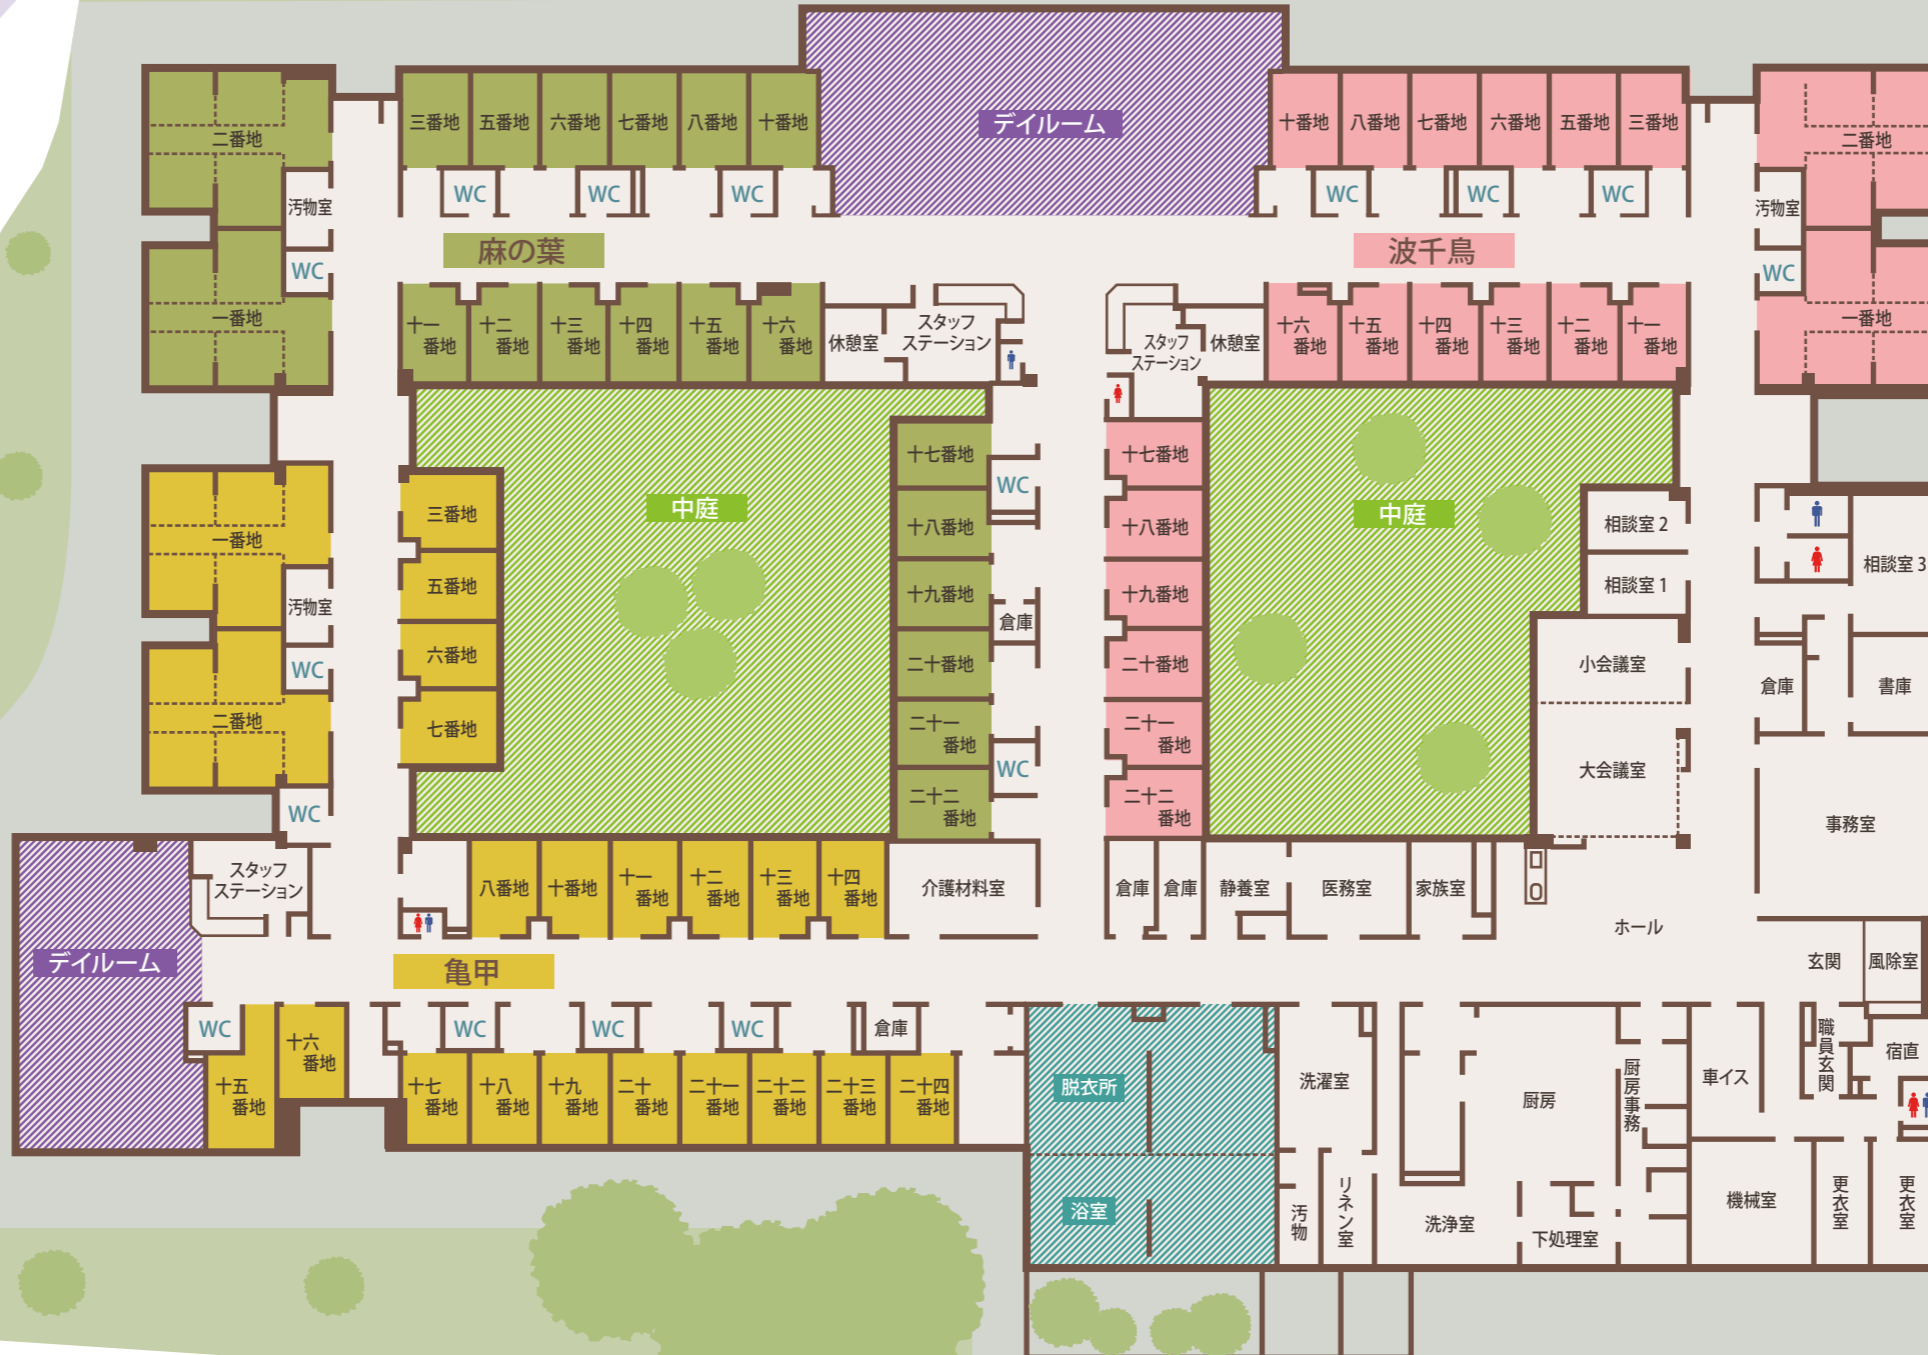 デイルーム
二番地
三番地
五番地
六番地
七番地
八番地
十番地
十番地
八番地
七番地
六番地
五番地
三番地
二番地
汚物室
WC
WC
WC
WC
WC
WC
汚物室
WC
麻の葉
波千鳥
WC
一番地
十一
番地
十二
番地
十三
番地
十四
番地
十五
番地
十六
番地
休憩室
スタッフ
ステーション
スタッフ
ステーション
休憩室
十六
番地
十五
番地
十四
番地
十三
番地
十二
番地
十一
番地
一番地
十七番地
WC
十七番地
中庭
中庭
三番地
一番地
十八番地
十八番地
相談室 2
相談室 1
相談室 3
五番地
汚物室
十九番地
倉庫
十九番地
六番地
WC
二十番地
二十番地
小会議室
倉庫
書庫
七番地
二番地
二十一
番地
WC
二十一
番地
大会議室
WC
二十二
番地
二十二
番地
事務室
スタッフ
ステーション
八番地
十番地
十一
番地
十二
番地
十三
番地
十四
番地
介護材料室
倉庫
倉庫
静養室
医務室
家族室
ホール
デイルーム
亀甲
玄関
風除室
WC
十五
番地
十六
番地
WC
WC
WC
倉庫
十七
番地
十八
番地
十九
番地
二十
番地
二十一
番地
二十二
番地
二十三
番地
二十四
番地
脱衣所
浴室
洗濯室
汚物
リネン室
厨房
洗浄室
下処理室
厨房事務
車イス
職員玄関
宿直
機械室
更衣室
更衣室